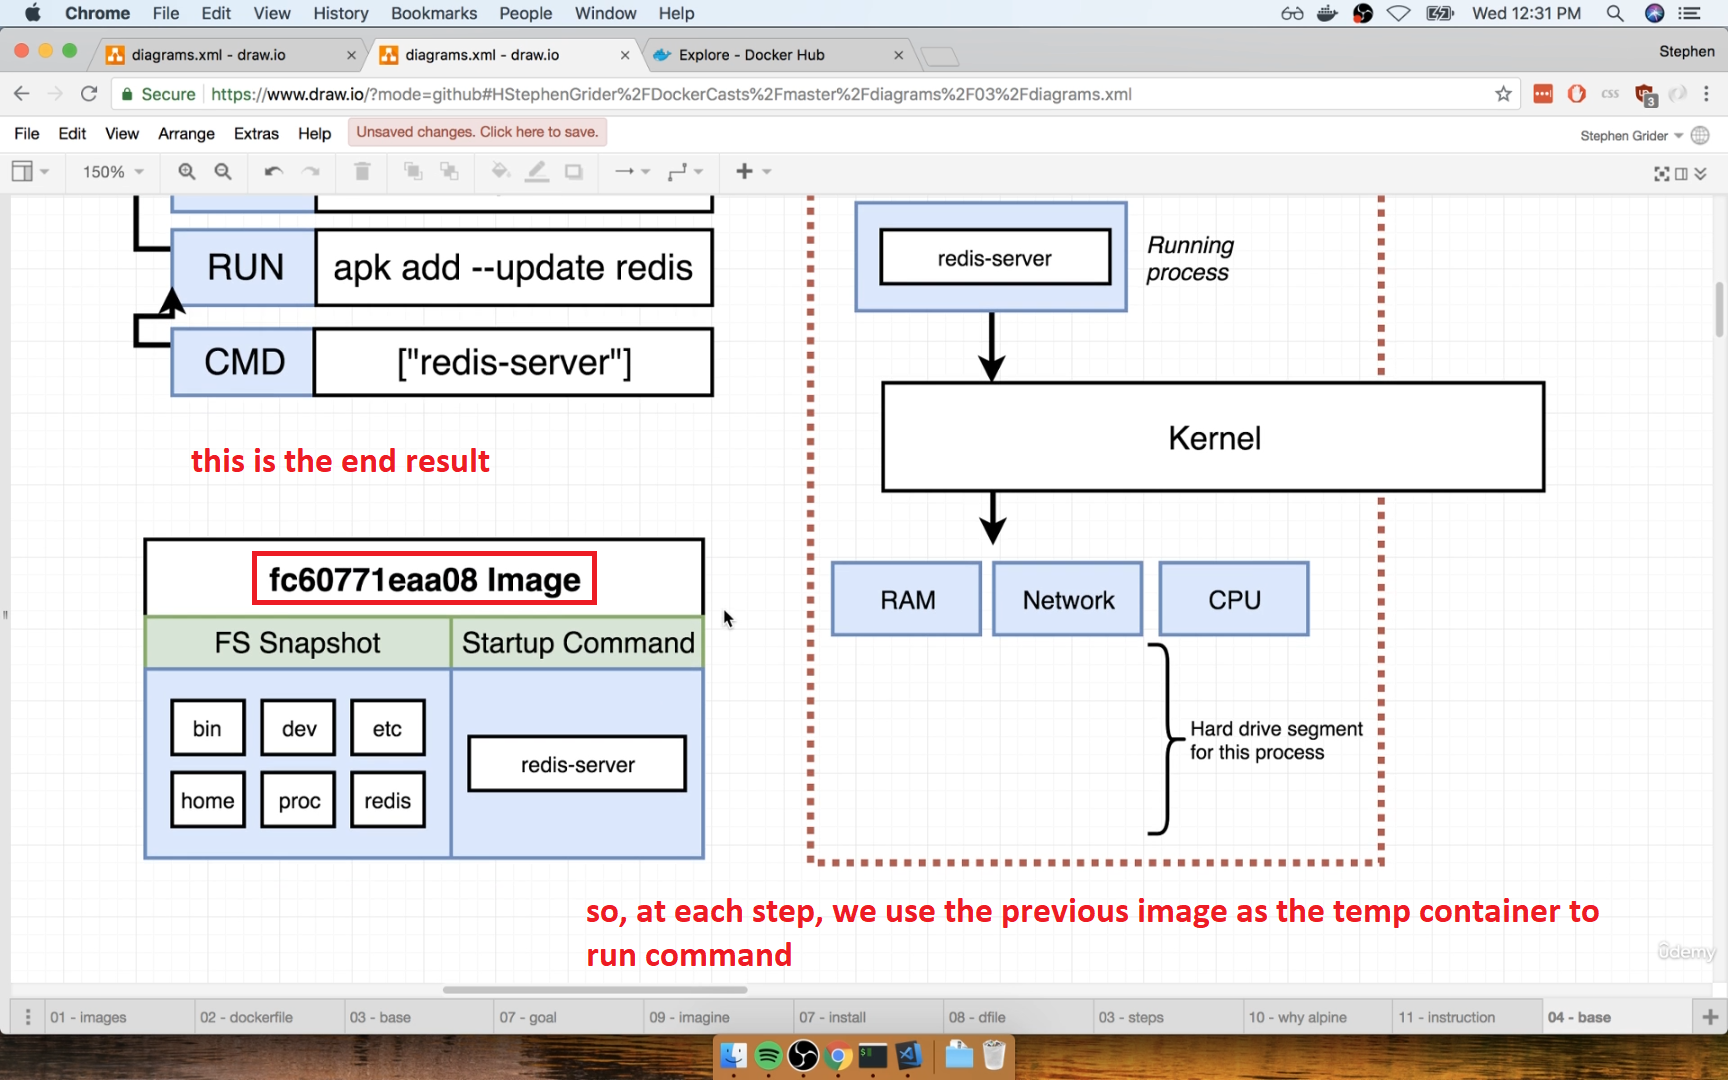 Chrome File Edit View History Bookmarks People Window Help Wed 12:31 PM
diagrams.xml - draw.io diagrams.xml - draw.io Explore - Docker Hub Stephen
Secure https://www.draw.io/?mode=github#HStephenGrider%2FDockerCasts%2Fmaster%2Fdiagrams%2F03%2Fdiagrams.xml CSS 3
File Edit View Arrange Extras Help Unsaved changes. Click here to save. Stephen Grider
150%
RUN apk add --update redis
CMD ["redis-server"]
this is the end result
fc60771eaa08 Image
FS Snapshot Startup Command
bin dev etc
home proc redis
redis-server
redis-server
Running
process
Kernel
RAM Network CPU
Hard drive segment
for this process
so, at each step, we use the previous image as the temp container to
run command
ûdemy
01 - images 02 - dockerfile 03 - base 07 - goal 09 - imagine 07 - install 08 - dfile 03 - steps 10 - why alpine 11 - instruction 04 - base